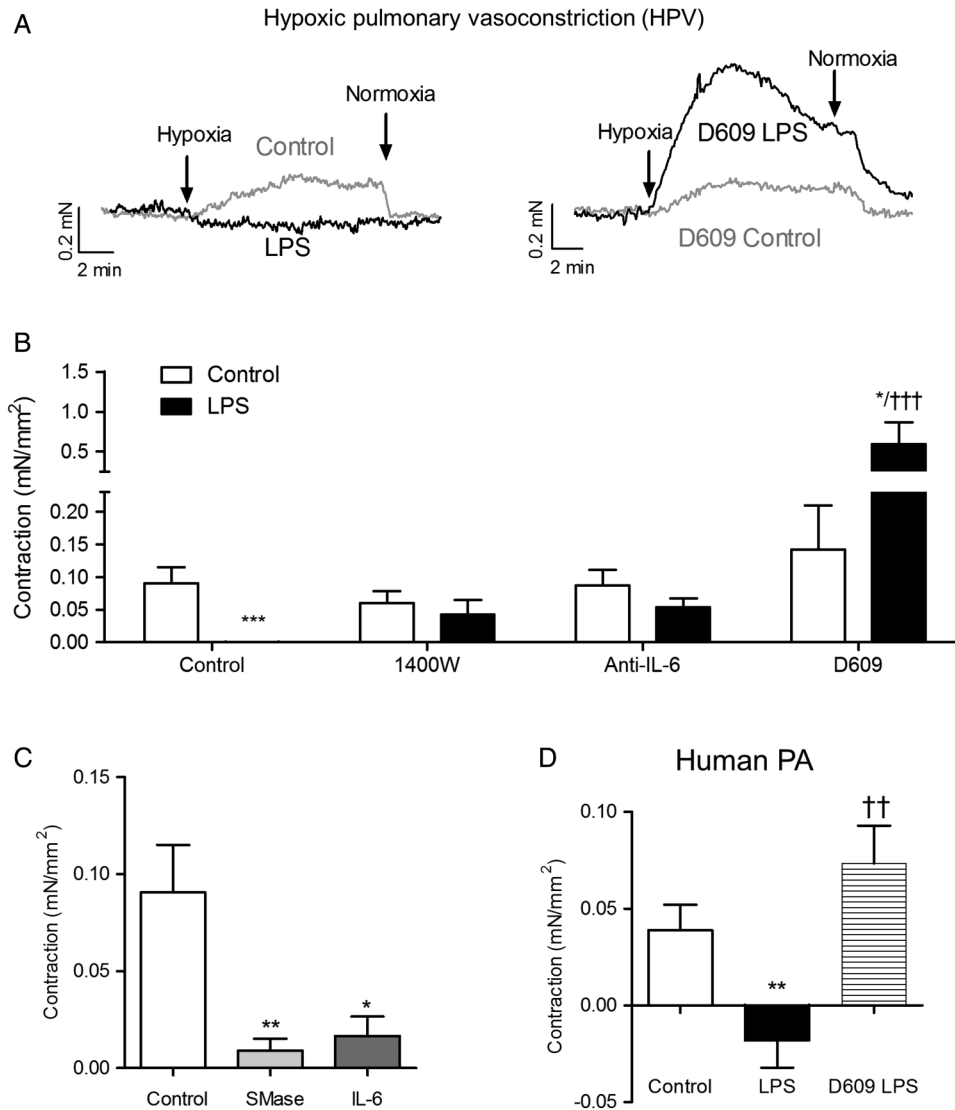 A
Hypoxic pulmonary vasoconstriction (HPV)
Hypoxia
Control
Normoxia
LPS
0.2 mN
2 min
Hypoxia
D609 LPS
Normoxia
D609 Control
0.2 mN
2 min
B
Control
LPS
Contraction (mN/mm²)
1.5
1.0
0.5
0.20
0.15
0.10
0.05
0.00
***
*/†††
Control 1400W Anti-IL-6 D609
C
Contraction (mN/mm²)
0.15
0.10
0.05
0.00
**
*
Control SMase IL-6
D
Human PA
Contraction (mN/mm²)
0.10
0.05
0.00
-0.05
**
††
Control LPS D609 LPS